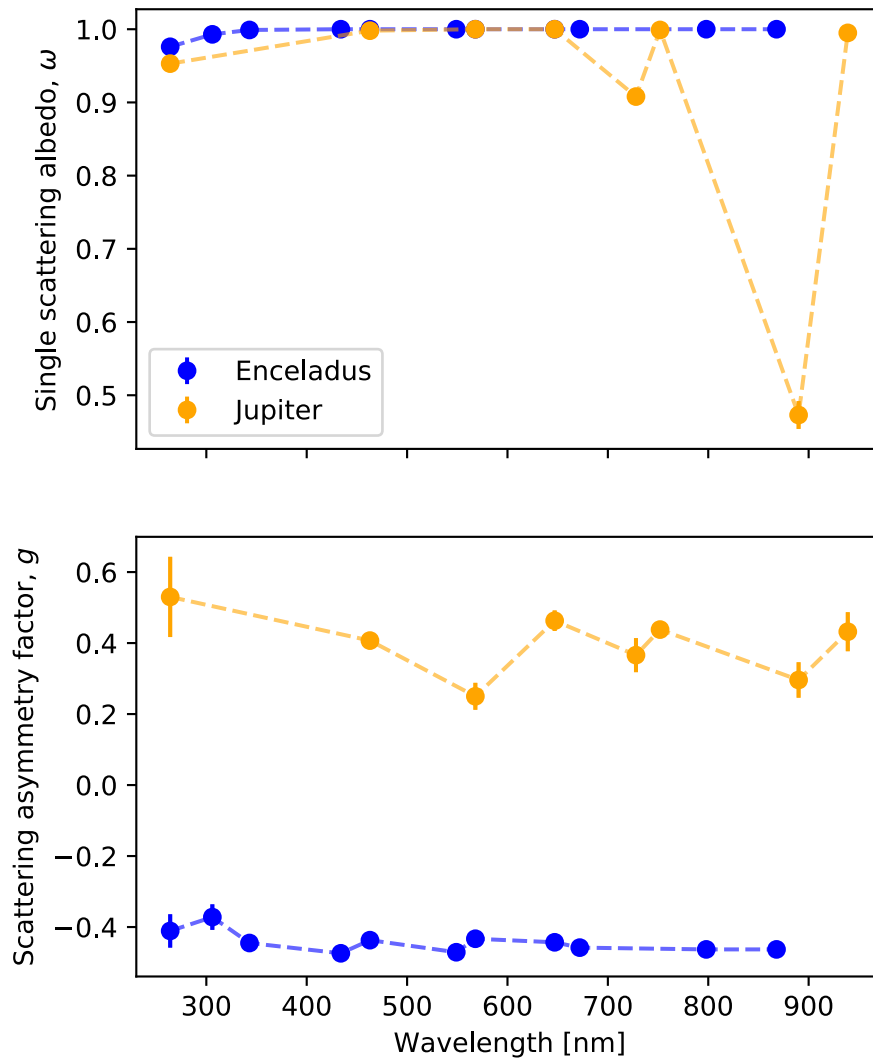 1.0
0.9
0.8
0.7
0.6
0.5
Single scattering albedo, ω
Enceladus
Jupiter
0.6
0.4
0.2
0.0
−0.2
−0.4
Scattering asymmetry factor, g
300 400 500 600 700 800 900
Wavelength [nm]